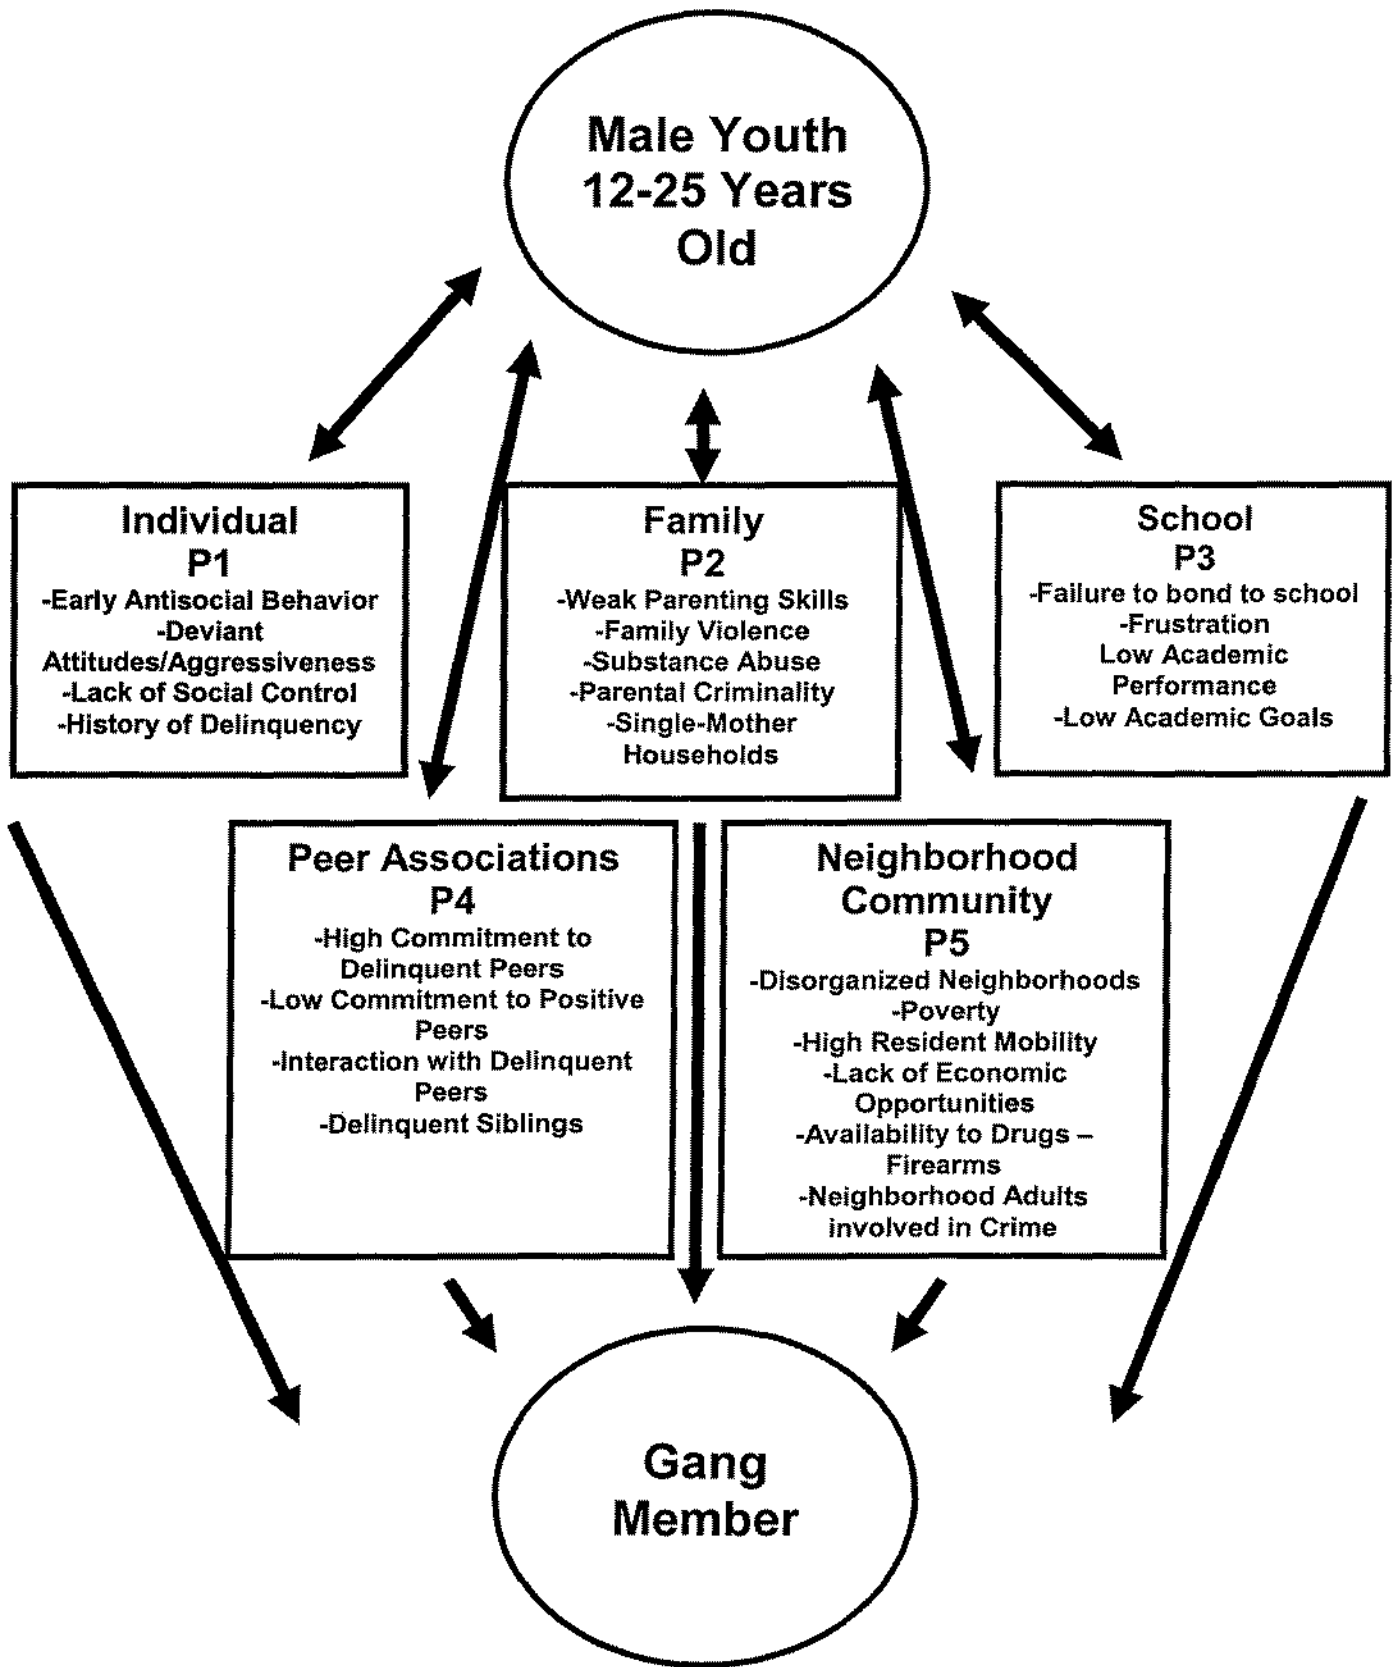 Male Youth
12-25 Years
Old
Individual
P1
-Early Antisocial Behavior
-Deviant
Attitudes/Aggressiveness
-Lack of Social Control
-History of Delinquency
Family
P2
-Weak Parenting Skills
-Family Violence
-Substance Abuse
-Parental Criminality
-Single-Mother
Households
School
P3
-Failure to bond to school
-Frustration
Low Academic
Performance
-Low Academic Goals
Peer Associations
P4
-High Commitment to
Delinquent Peers
-Low Commitment to Positive
Peers
-Interaction with Delinquent
Peers
-Delinquent Siblings
Neighborhood
Community
P5
-Disorganized Neighborhoods
-Poverty
-High Resident Mobility
-Lack of Economic
Opportunities
-Availability to Drugs –
Firearms
-Neighborhood Adults
involved in Crime
Gang
Member